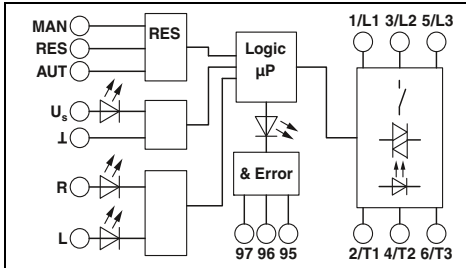 MAN
RES
AUT
RES
Us
⊥
R
L
Logic
µP
& Error
97 96 95
1/L1 3/L2 5/L3
2/T1 4/T2 6/T3